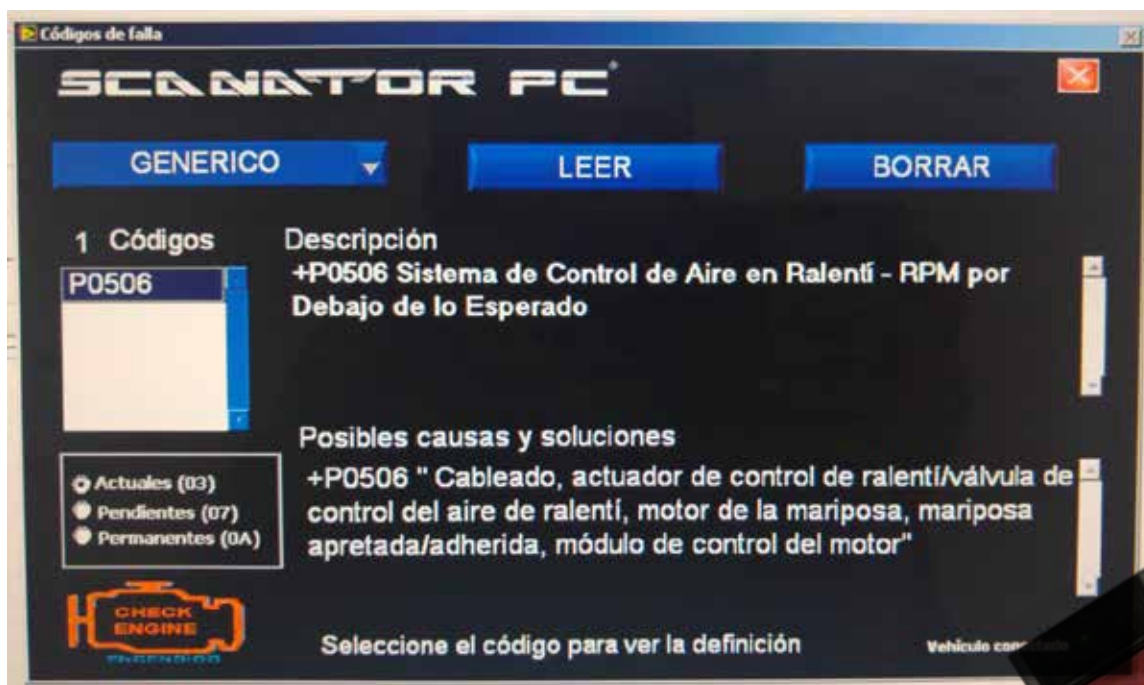 Códigos de falla
SCANATOR PC
GENERICO
LEER
BORRAR
1 Códigos
P0506
Descripción
+P0506 Sistema de Control de Aire en Ralentí - RPM por
Debajo de lo Esperado
Posibles causas y soluciones
+P0506 " Cableado, actuador de control de ralentí/válvula de
control del aire de ralentí, motor de la mariposa, mariposa
apretada/adherida, módulo de control del motor"
Actuales (03)
Pendientes (07)
Permanentes (0A)
CHECK
ENGINE
ENCENDIDO
Seleccione el código para ver la definición
Vehículo conectado